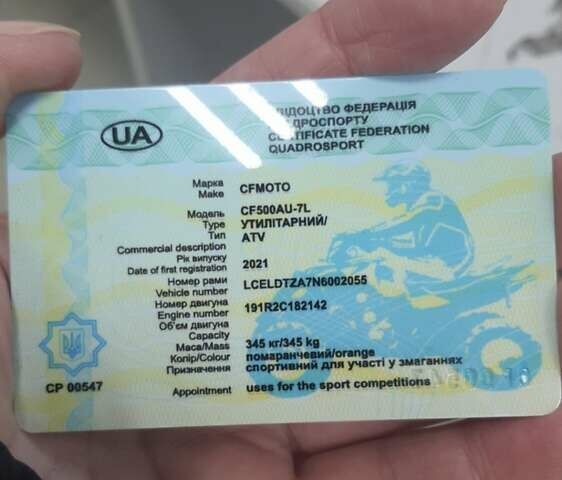 UA
СВІДОЦТВО ФЕДЕРАЦІЯ
КВАДРОСПОРТУ
CERTIFICATE FEDERATION
QUADROSPORT
Марка
Make CFMOTO
Модель CF500AU-7L
Type УТИЛІТАРНИЙ/
Тип ATV
Commercial description
Рік випуску
Date of first registration 2021
Номер рами
Vehicle number LCELDTZA7N6002055
Номер двигуна
Engine number 191R2C182142
Об'єм двигуна
Capacity
Маса/Mass 345 кг/345 kg
Колір/Colour помаранчевий/orange
Призначення спортивний для участі у змаганнях
Appointment uses for the sport competitions
СР 00547